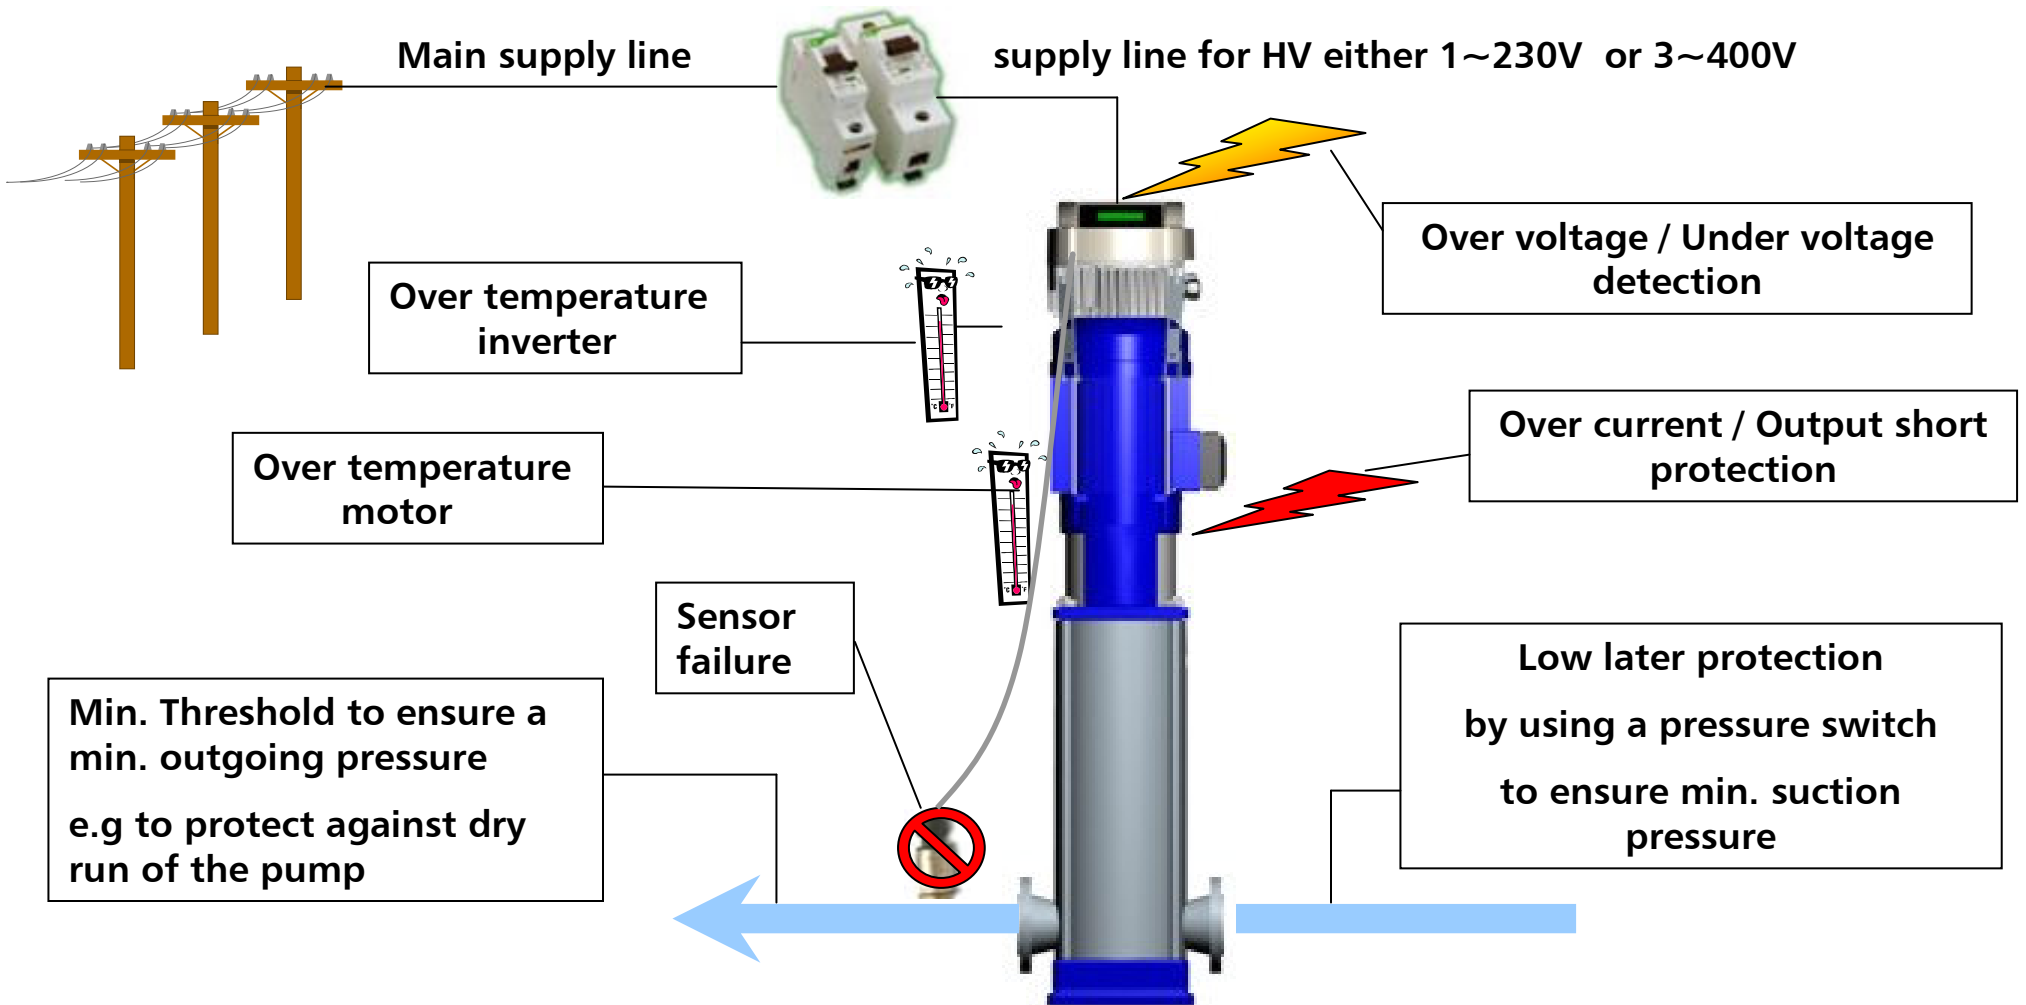 Main supply line
supply line for HV either 1~230V or 3~400V
Over voltage / Under voltage
detection
Over temperature
inverter
Over current / Output short
protection
Over temperature
motor
Sensor
failure
Low later protection
by using a pressure switch
to ensure min. suction
pressure
Min. Threshold to ensure a
min. outgoing pressure
e.g to protect against dry
run of the pump